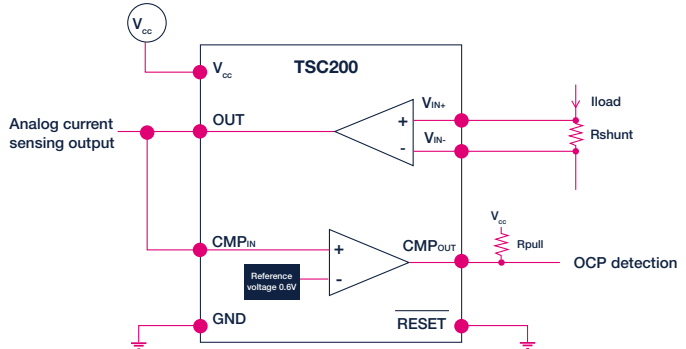 Vcc
TSC200
Vcc
Analog current
sensing output
OUT
VIN+
+
VIN-
-
Iload
Rshunt
CMPIN
+
-
Reference
voltage 0.6V
CMPOUT
Vcc
Rpull
OCP detection
GND
RESET